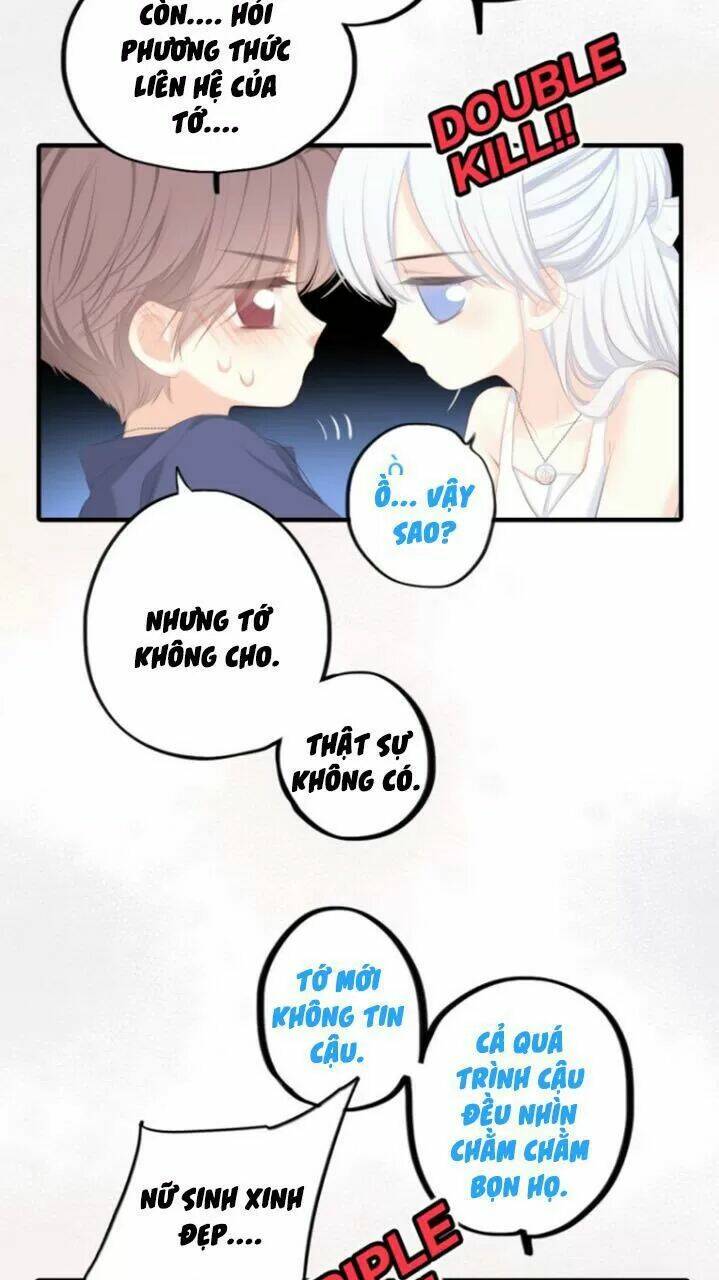 CÒN.... HỎI
PHƯƠNG THỨC
LIÊN HỆ CỦA
TỚ....
DOUBLE
KILL!!
Ồ... VẬY
SAO?
NHƯNG TỚ
KHÔNG CHO.
THẬT SỰ
KHÔNG CÓ.
TỚ MỚI
KHÔNG TIN
CẬU.
CẢ QUÁ
TRÌNH CẬU
ĐỀU NHÌN
CHẰM CHẰM
BỌN HỌ.
NỮ SINH XINH
ĐẸP....